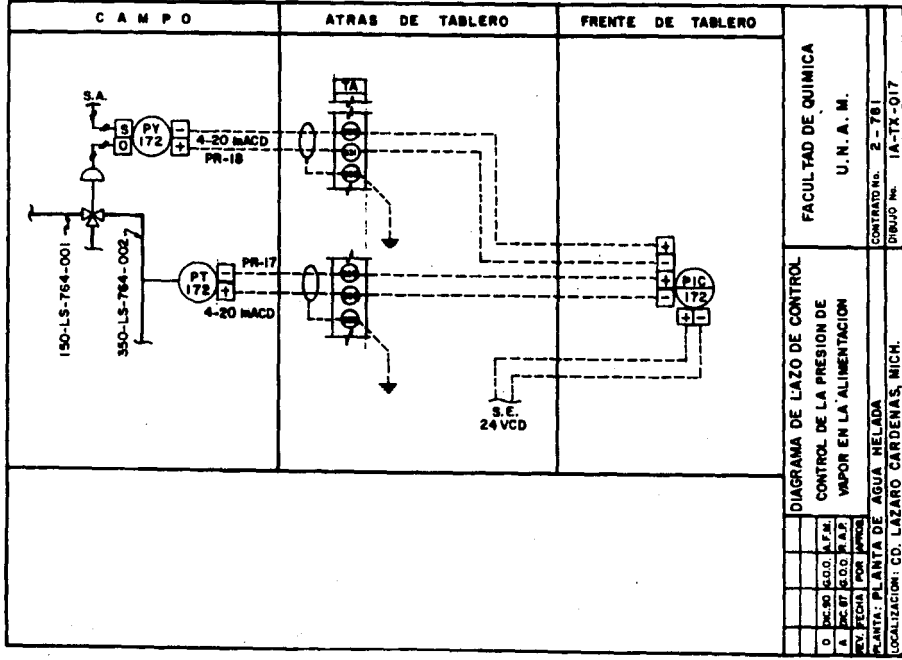 CAMPO
ATRAS DE TABLERO
FRENTE DE TABLERO
S.A.
S
O
PY
172
-
+
4-20 mACD
PR-18
TA
150-LS-764-001
350-LS-764-002
PT
172
-
+
PR-17
4-20 mACD
+
-
+
-
PIC
172
+ -
S.E.
24 VCD
DIAGRAMA DE LAZO DE CONTROL
CONTROL DE LA PRESION DE
VAPOR EN LA ALIMENTACION
FACULTAD DE QUIMICA
U. N. A. M.
0 DIC.90 G.O.O. A.F.M.
A DIC.87 G.O.O. R.A.P.
REV. FECHA POR APROB.
PLANTA: PLANTA DE AGUA HELADA
CONTRATO No. 2 - 781
LOCALIZACION: CD. LAZARO CARDENAS, MICH.
DIBUJO No. IA-TX-017